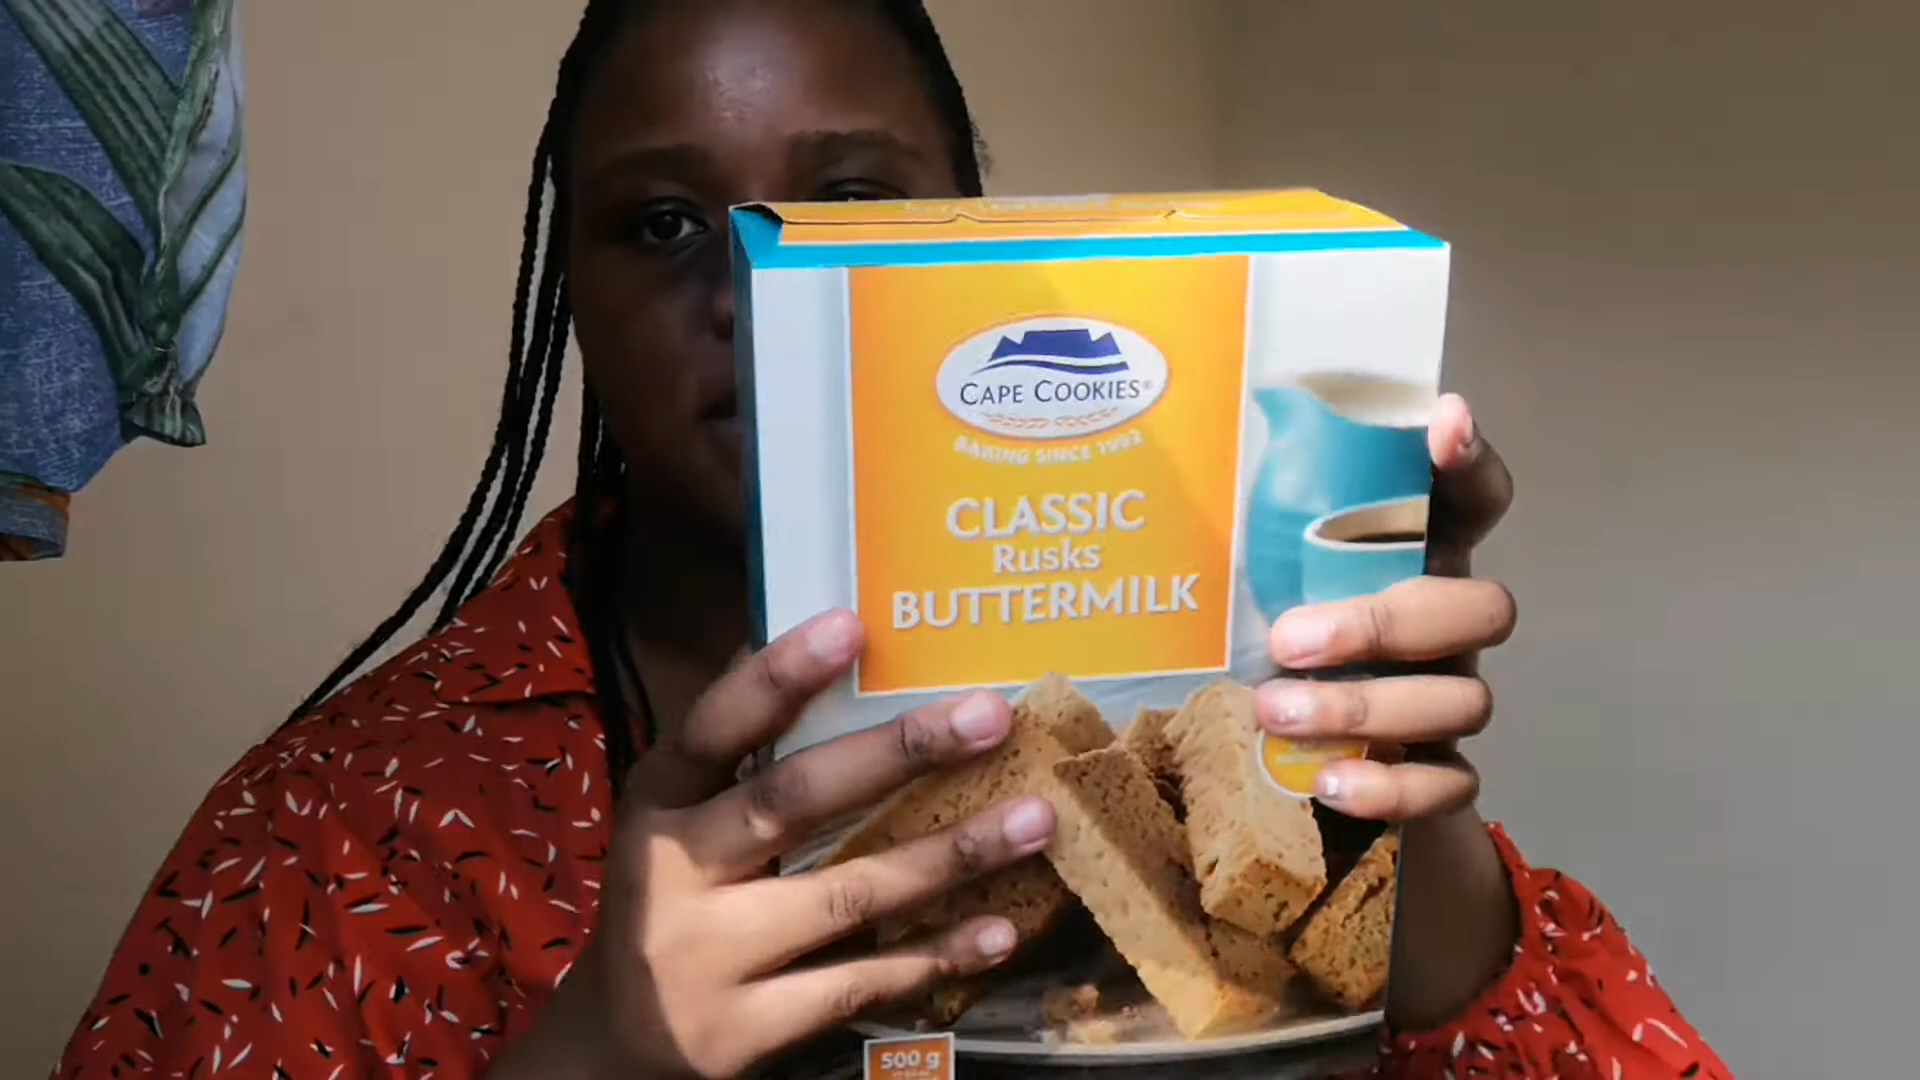 CAPE COOKIES®
BAKING SINCE 1992
CLASSIC
Rusks
BUTTERMILK
500 g